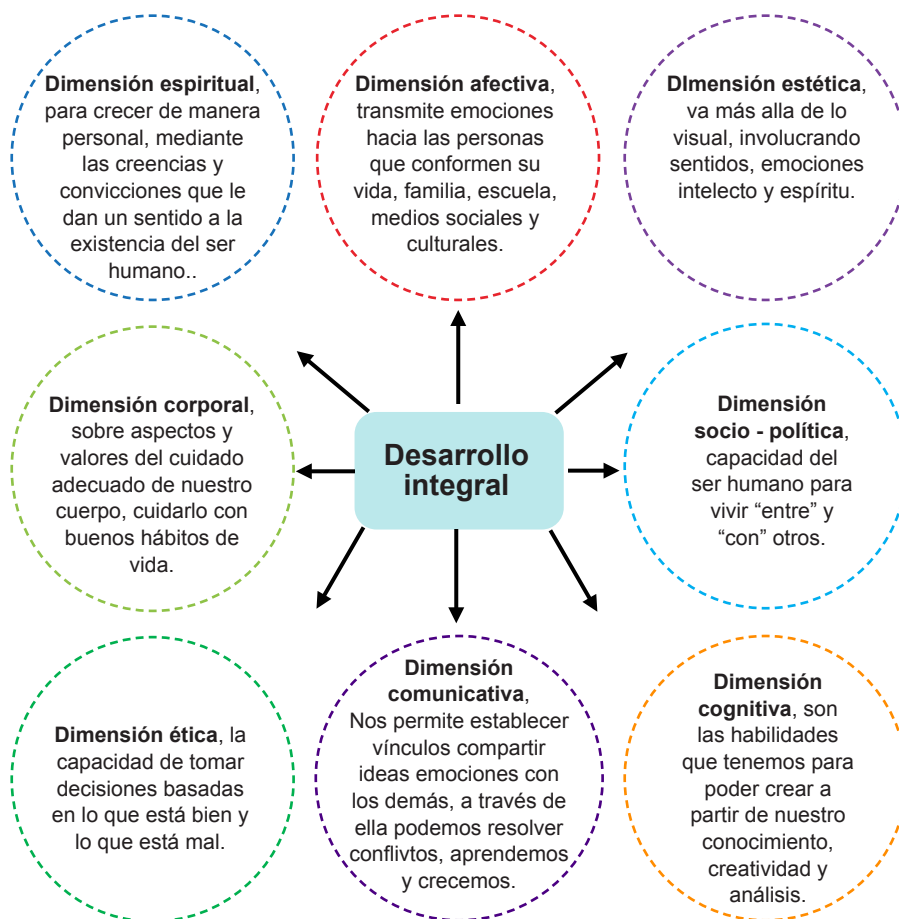 Dimensión espiritual,
para crecer de manera
personal, mediante
las creencias y
convicciones que le
dan un sentido a la
existencia del ser
humano..
Dimensión afectiva,
transmite emociones
hacia las personas
que conformen su
vida, familia, escuela,
medios sociales y
culturales.
DImensión estética,
va más alla de lo
visual, involucrando
sentidos, emociones
intelecto y espíritu.
Dimensión corporal,
sobre aspectos y
valores del cuidado
adecuado de nuestro
cuerpo, cuidarlo con
buenos hábitos de
vida.
Desarrollo
integral
Dimensión
socio - política,
capacidad del
ser humano para
vivir “entre” y
“con” otros.
Dimensión ética, la
capacidad de tomar
decisiones basadas
en lo que está bien y
lo que está mal.
Dimensión
comunicativa,
Nos permite establecer
vínculos compartir
ideas emociones con
los demás, a través de
ella podemos resolver
conflivtos, aprendemos
y crecemos.
Dimensión
cognitiva, son
las habilidades
que tenemos para
poder crear a
partir de nuestro
conocimiento,
creatividad y
análisis.